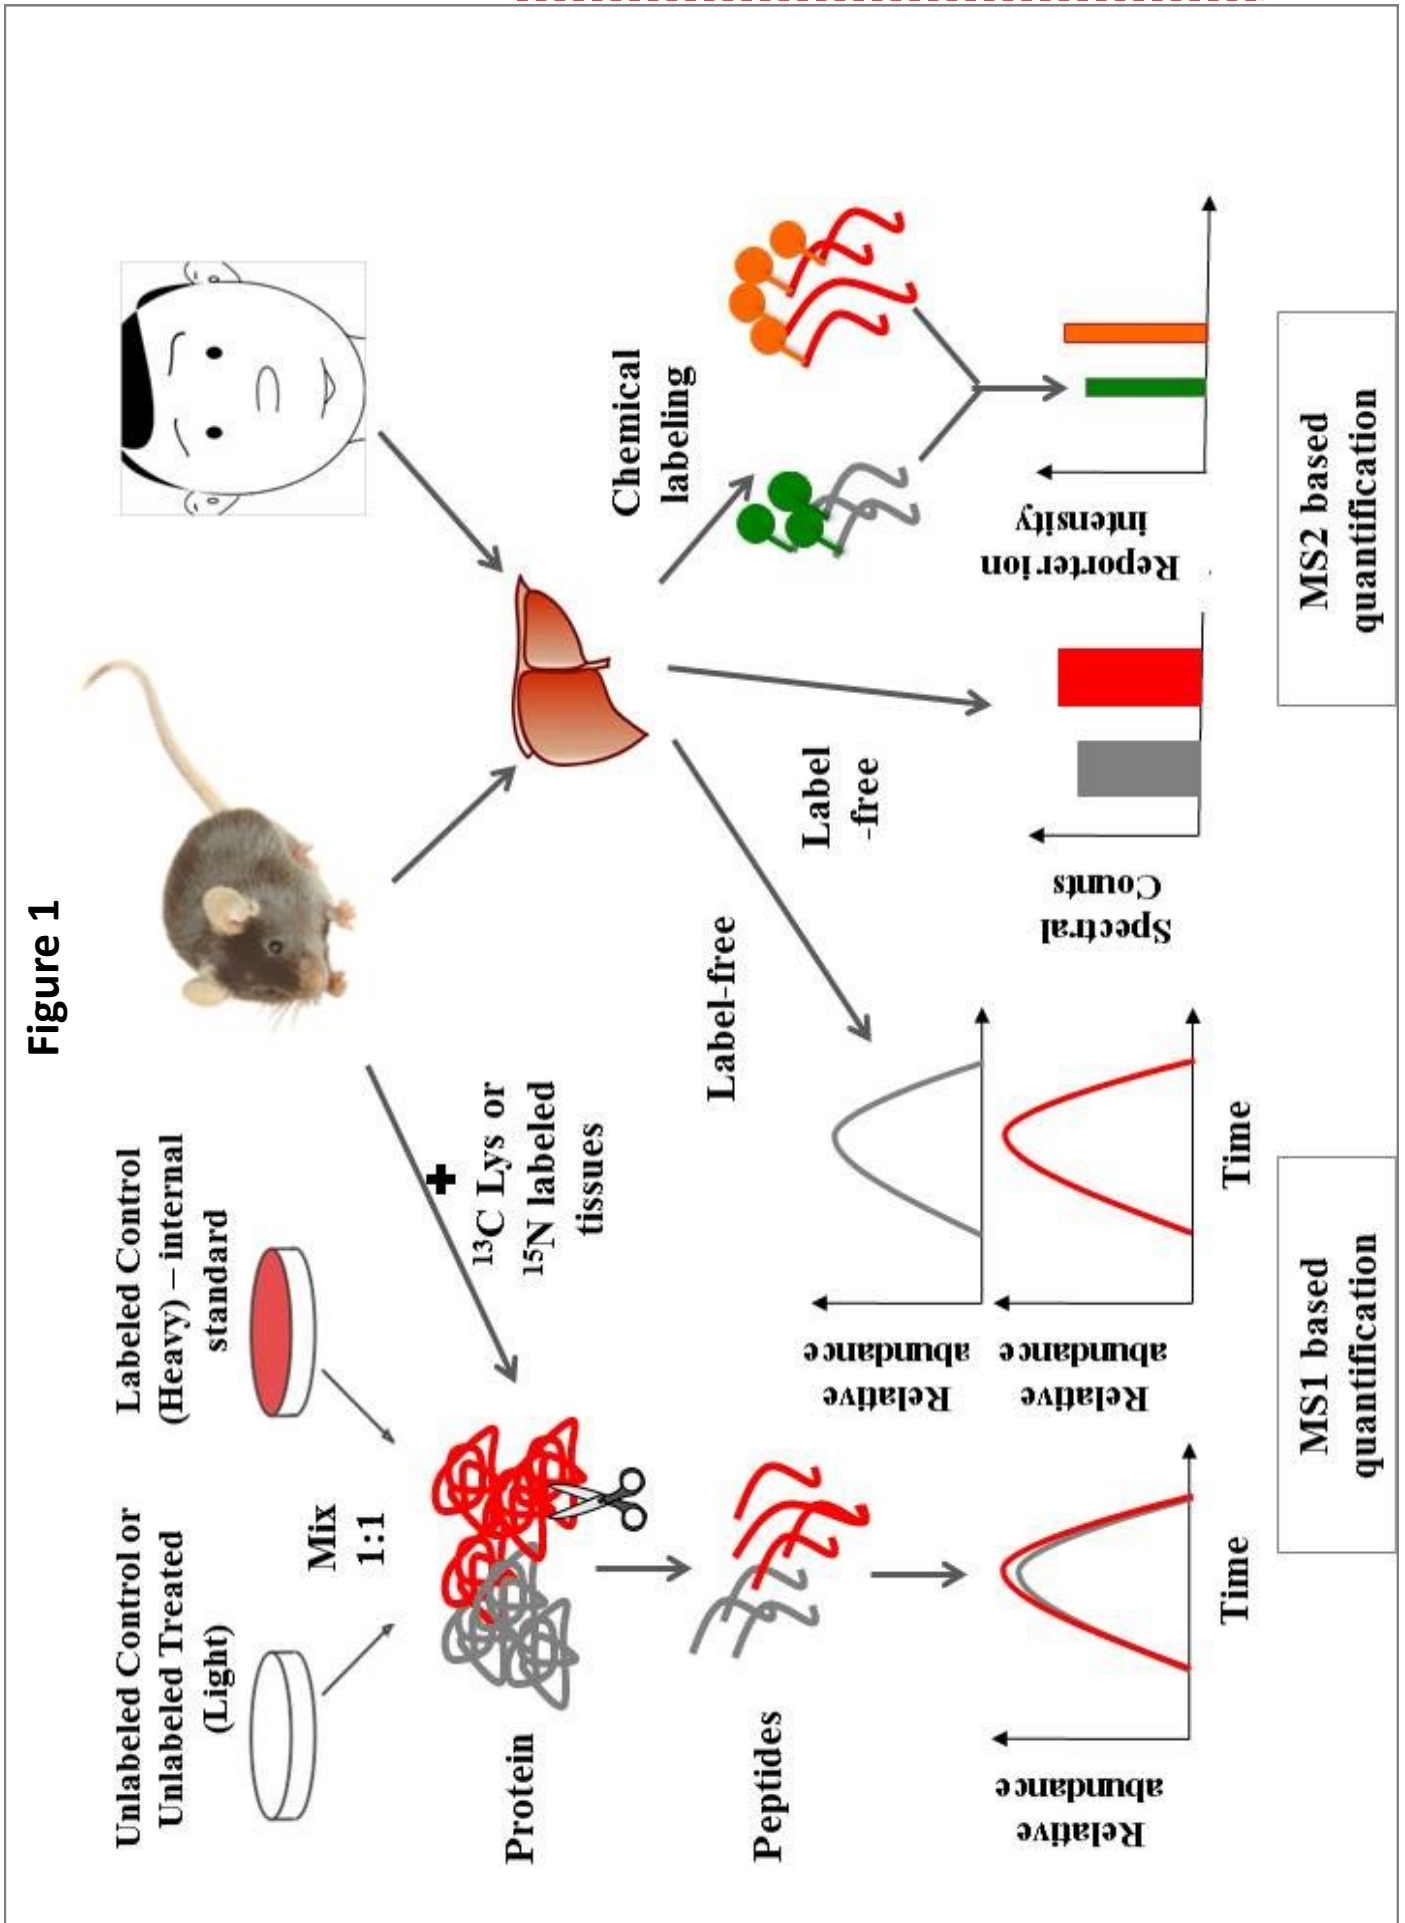 Figure 1
Unlabeled Control or
Unlabeled Treated
(Light)
Labeled Control
(Heavy) – internal
standard
Mix
1:1
Protein
Peptides
¹³C Lys or
¹⁵N labeled
tissues
Label-free
Label
-free
Chemical
labeling
Relative
abundance
Time
Relative
abundance
Relative
abundance
Time
Spectral
Counts
Reporter ion
intensity
MS1 based
quantification
MS2 based
quantification